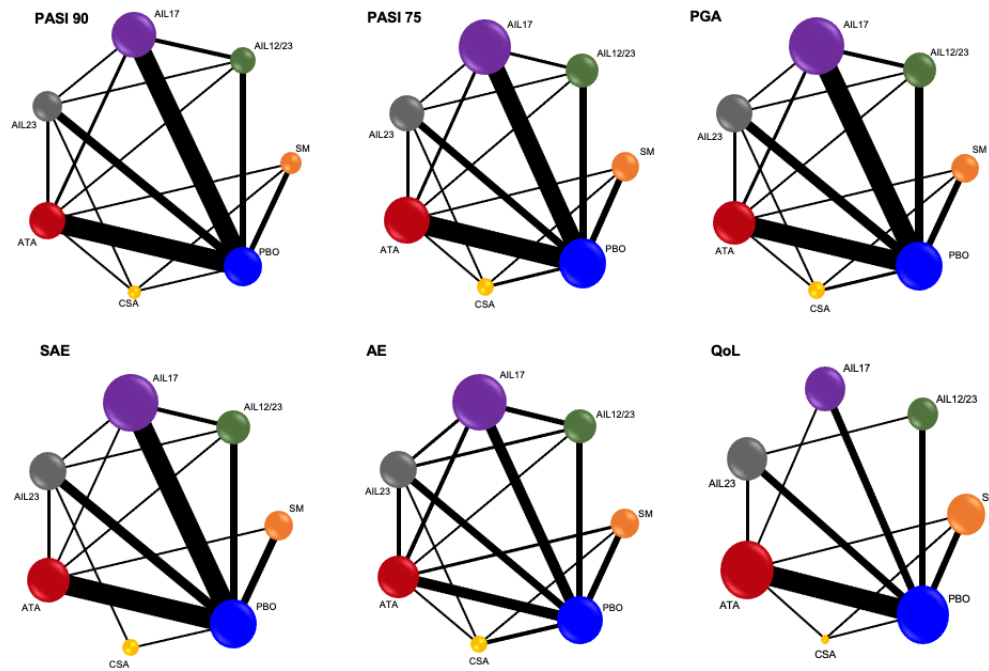 PASI 90
AIL17
AIL12/23
AIL23
SM
ATA
PBO
CSA
PASI 75
AIL17
AIL12/23
AIL23
SM
ATA
PBO
CSA
PGA
AIL17
AIL12/23
AIL23
SM
ATA
PBO
CSA
SAE
AIL17
AIL12/23
AIL23
SM
ATA
PBO
CSA
AE
AIL17
AIL12/23
AIL23
SM
ATA
PBO
CSA
QoL
AIL17
AIL12/23
AIL23
S
ATA
PBO
CSA